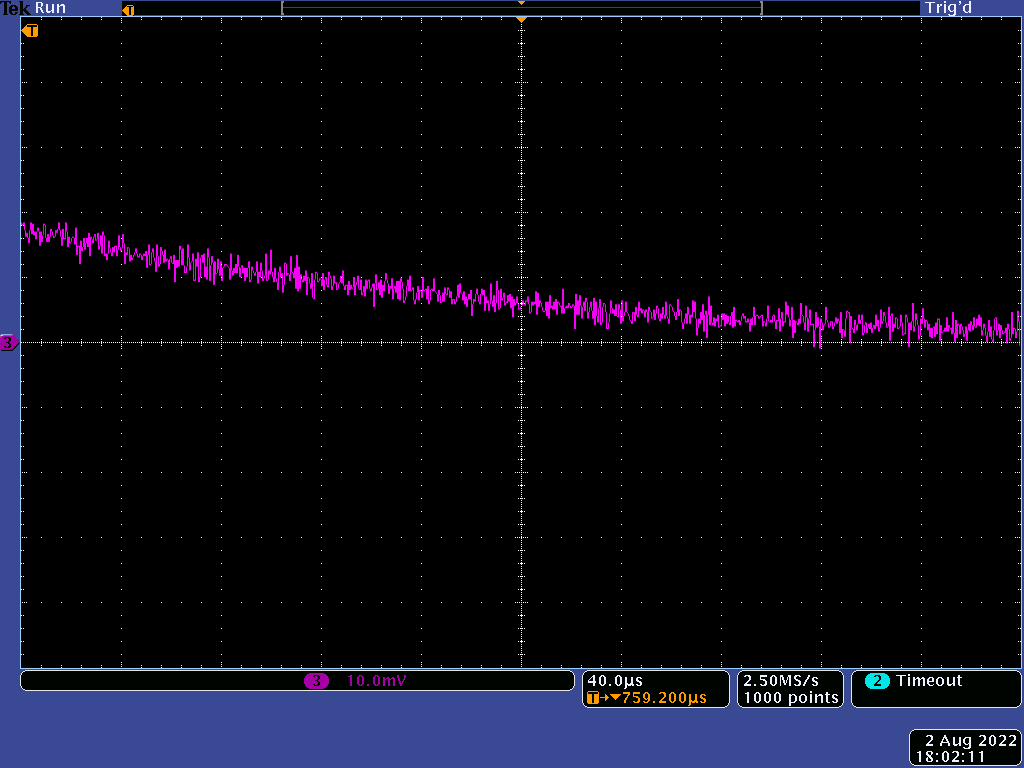 Tek Run T Trig'd
T
3
3 10.0mV
40.0µs
T→▼759.200µs
2.50MS/s
1000 points
2 Timeout
2 Aug 2022
18:02:11